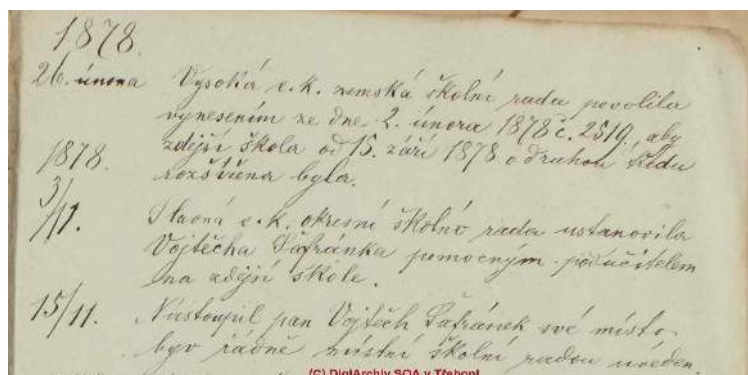 1878.
26. února Vysoká c. k. zemská školní rada povolila
vynesením ze dne 2. února 1878 č. 2519, aby
zdejší škola od 15. září 1878 o druhou třídu
1878. rozšířena byla.
3/11. Slavná c. k. okresní školní rada ustanovila
Vojtěcha Šafránka pomocným podučitelem
na zdejší škole.
15/11. Nastoupil pan Vojtěch Šafránek své místo
byv řádně místní školní radou uveden.
(C) DigiArchiv SOA v Třeboni